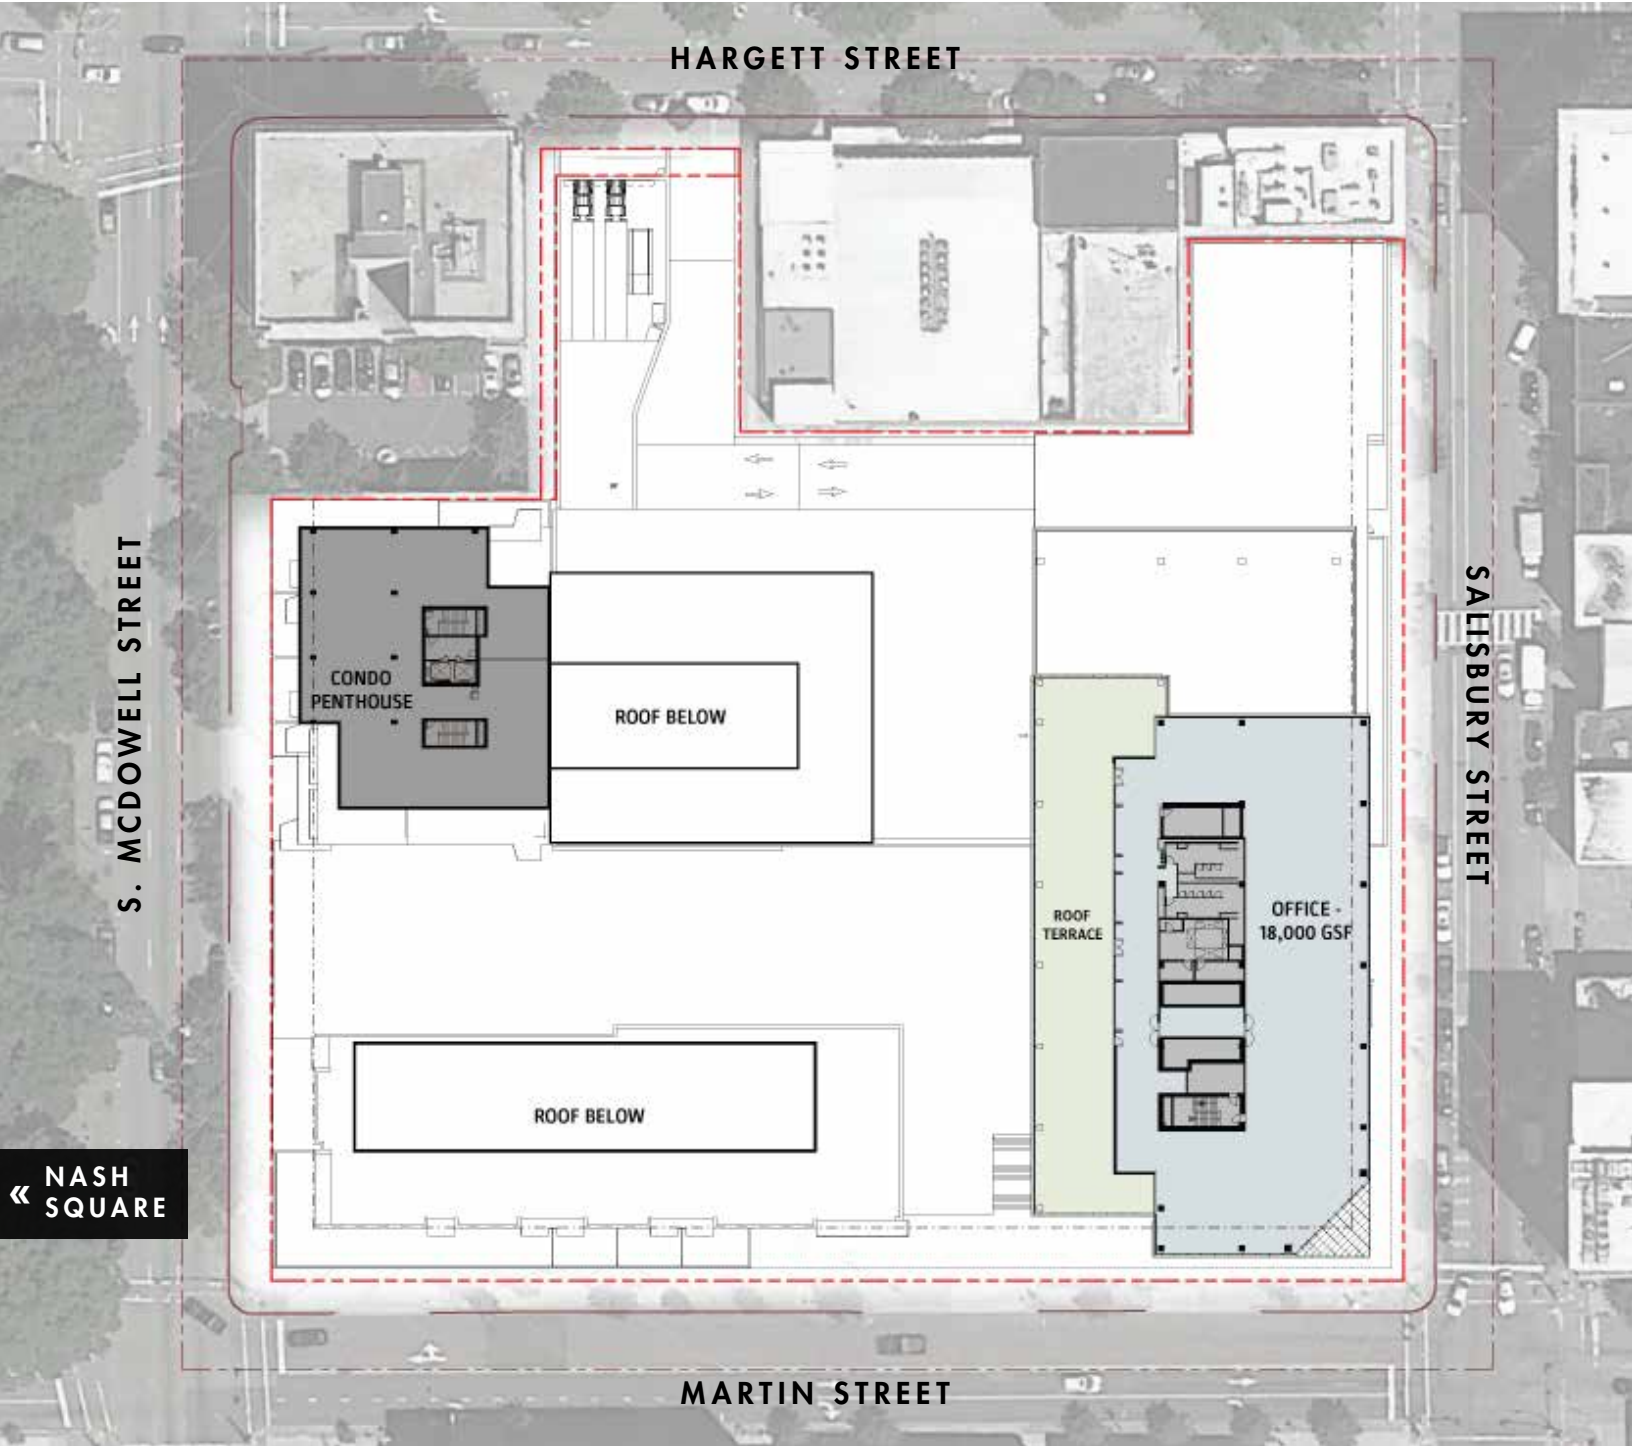 HARGETT STREET
S. MCDOWELL STREET
SALISBURY STREET
CONDO
PENTHOUSE
ROOF BELOW
ROOF
TERRACE
OFFICE -
18,000 GSF
ROOF BELOW
« NASH
SQUARE
MARTIN STREET